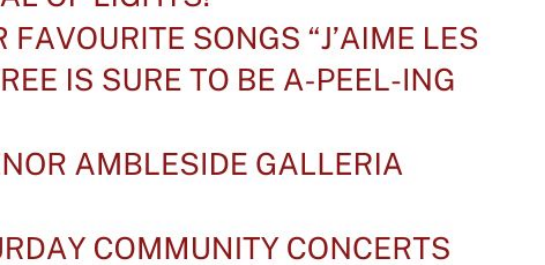 R FAVOURITE SONGS “J’AIME LES
REE IS SURE TO BE A-PEEL-ING
NOR AMBLESIDE GALLERIA
URDAY COMMUNITY CONCERTS